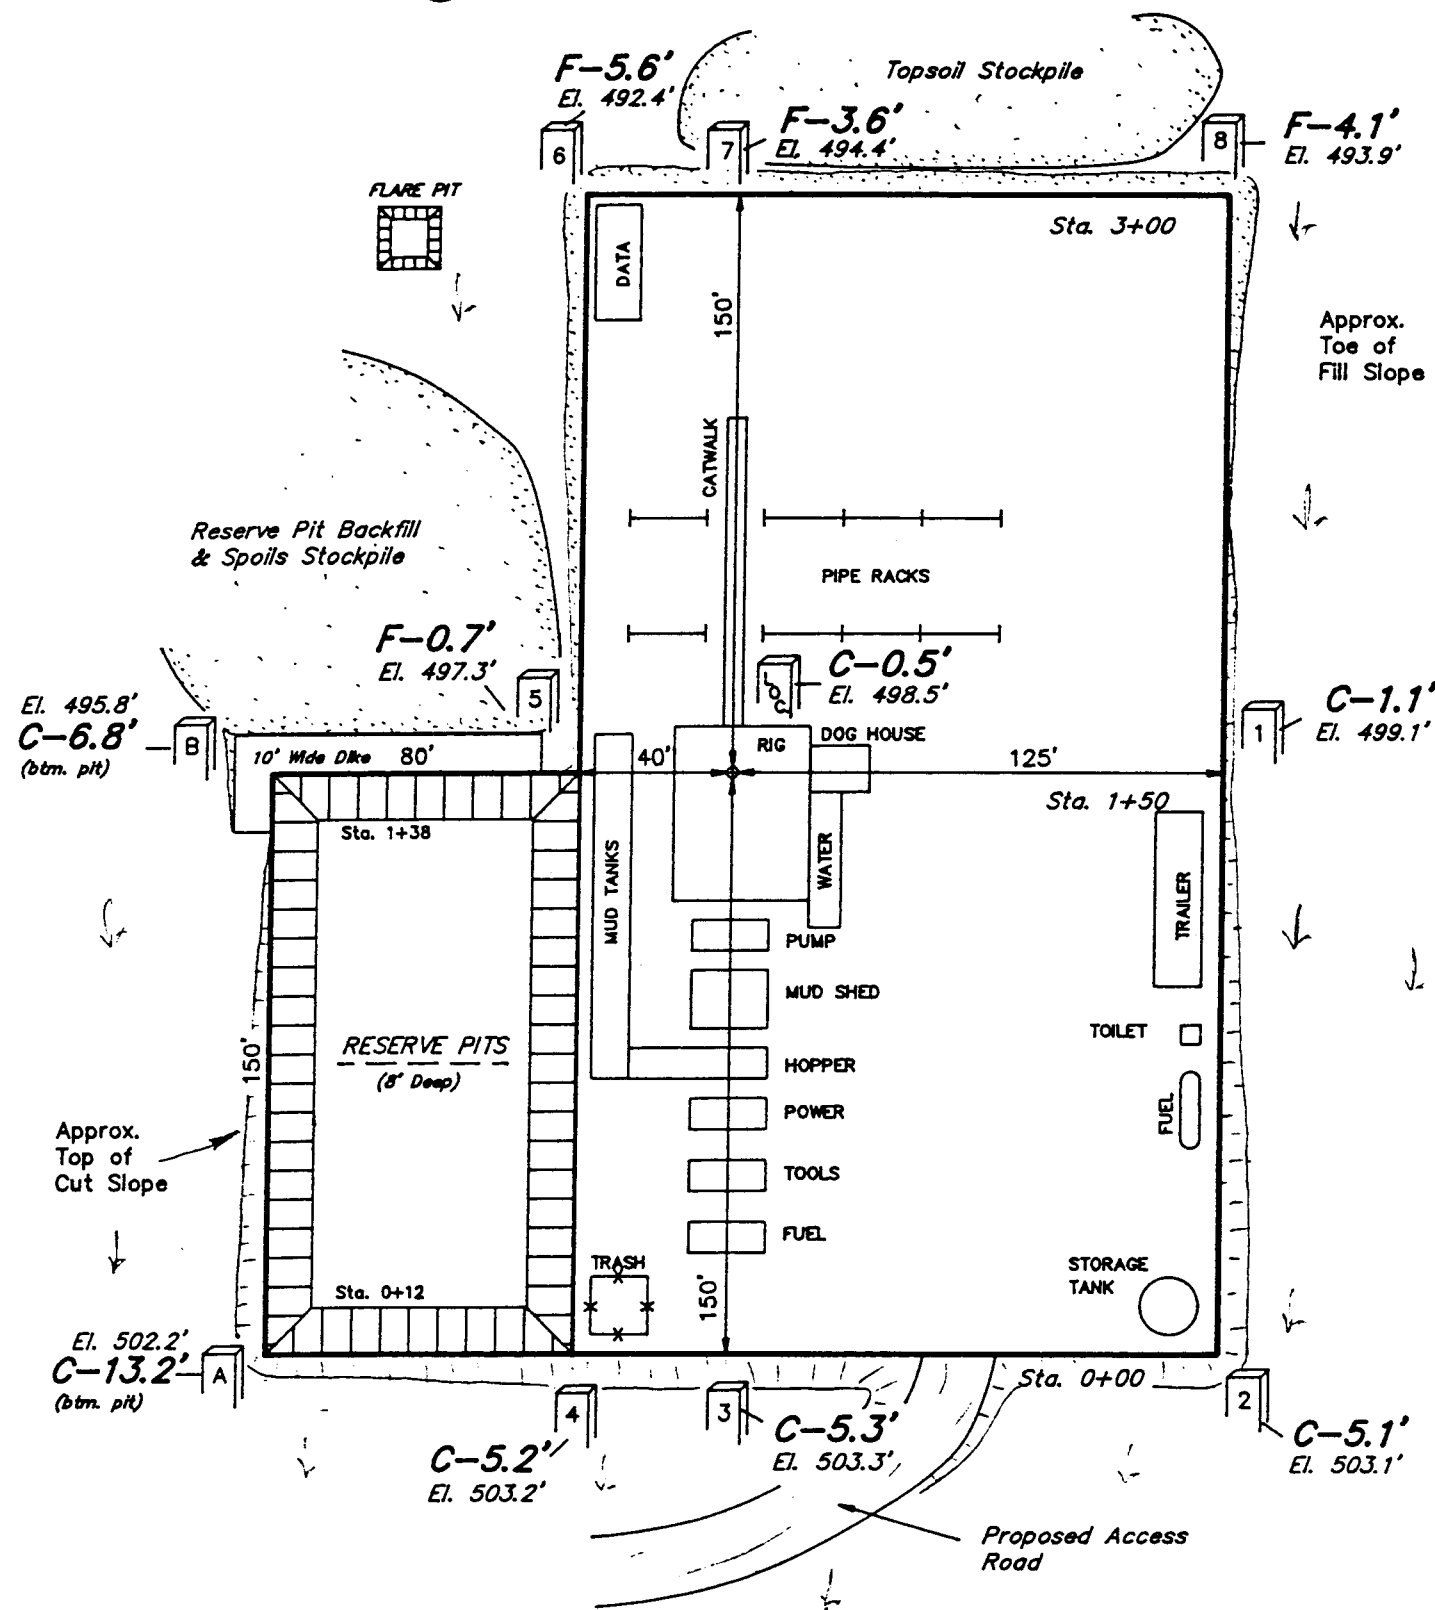 F-5.6'
El. 492.4'
6
Topsoil Stockpile
F-3.6'
El. 494.4'
7
F-4.1'
El. 493.9'
8
FLARE PIT
DATA
Sta. 3+00
150'
Approx.
Toe of
Fill Slope
CATWALK
Reserve Pit Backfill
& Spoils Stockpile
PIPE RACKS
F-0.7'
El. 497.3'
5
C-0.5'
El. 498.5'
LOC
El. 495.8'
C-6.8'
(btm. pit)
B
C-1.1'
El. 499.1'
1
10' Wide Dike
80'
40'
RIG
DOG HOUSE
125'
Sta. 1+50
Sta. 1+38
MUD TANKS
WATER
TRAILER
PUMP
MUD SHED
RESERVE PITS
(8' Deep)
150'
TOILET
HOPPER
POWER
FUEL
Approx.
Top of
Cut Slope
TOOLS
FUEL
TRASH
STORAGE
TANK
Sta. 0+12
150'
El. 502.2'
C-13.2'
(btm. pit)
A
Sta. 0+00
4
C-5.2'
El. 503.2'
3
C-5.3'
El. 503.3'
2
C-5.1'
El. 503.1'
Proposed Access
Road